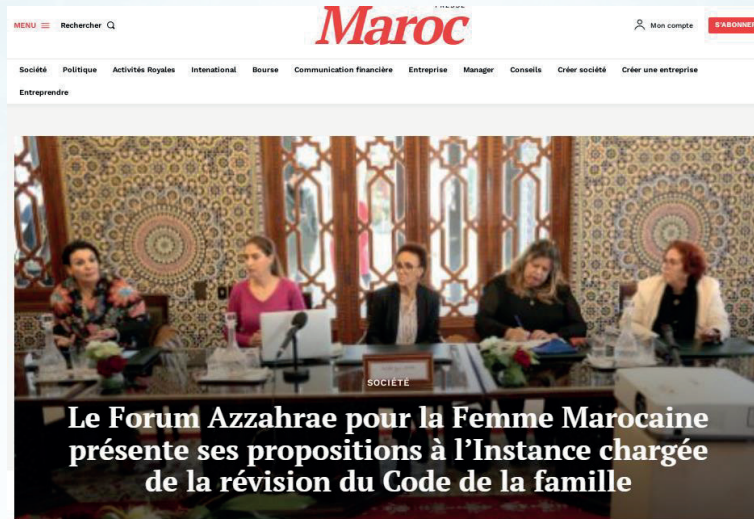 PRESSE
MENU Rechercher Maroc Mon compte S'ABONNER
Société Politique Activités Royales Intenational Bourse Communication financière Entreprise Manager Conseils Créer société Créer une entreprise
Entreprendre
SOCIÉTÉ
Le Forum Azzahrae pour la Femme Marocaine
présente ses propositions à l'Instance chargée
de la révision du Code de la famille